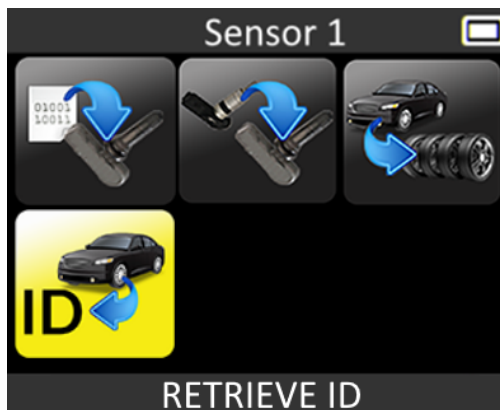 Sensor 1
01001
10011
ID
RETRIEVE ID